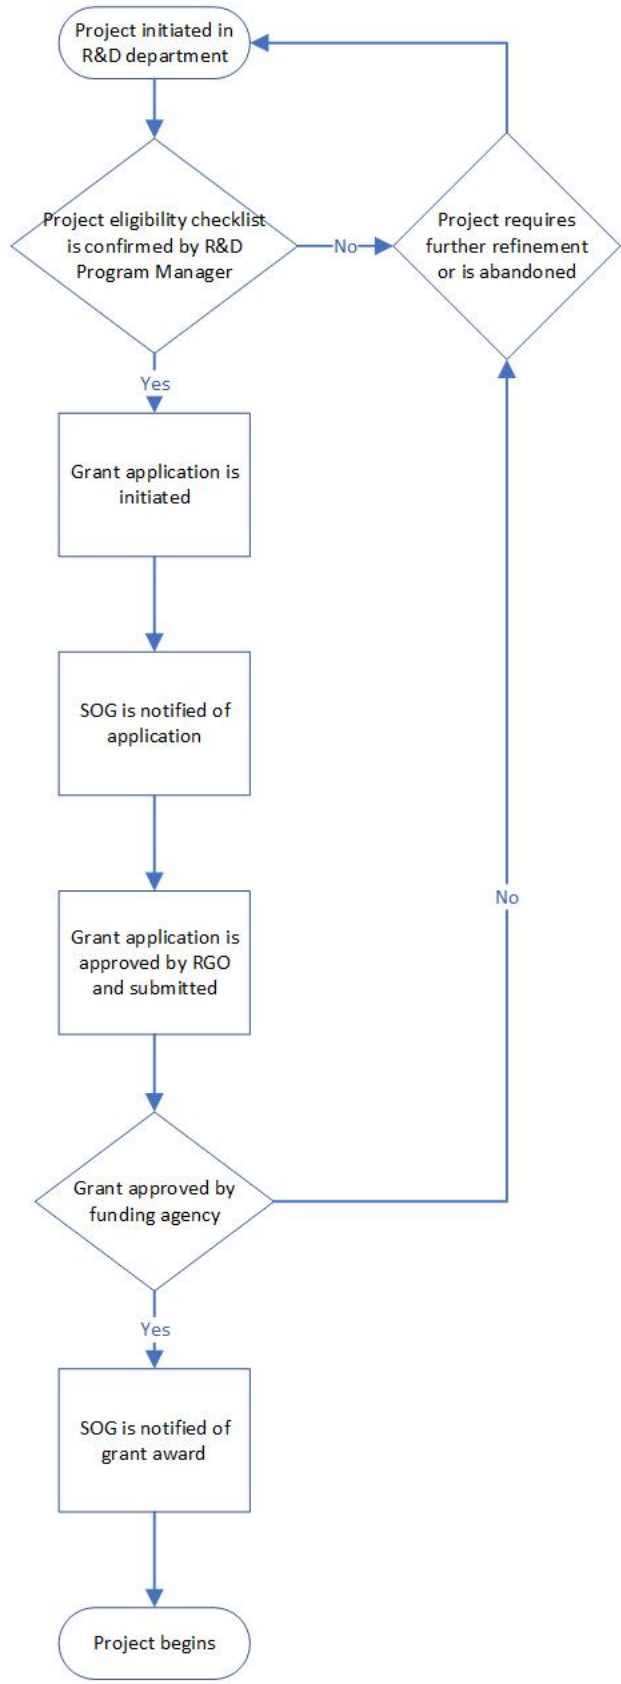 Project initiated in
R&D department
Project eligibility checklist
is confirmed by R&D
Program Manager
No
Project requires
further refinement
or is abandoned
Yes
Grant application is
initiated
SOG is notified of
application
No
Grant application is
approved by RGO
and submitted
Grant approved by
funding agency
Yes
SOG is notified of
grant award
Project begins